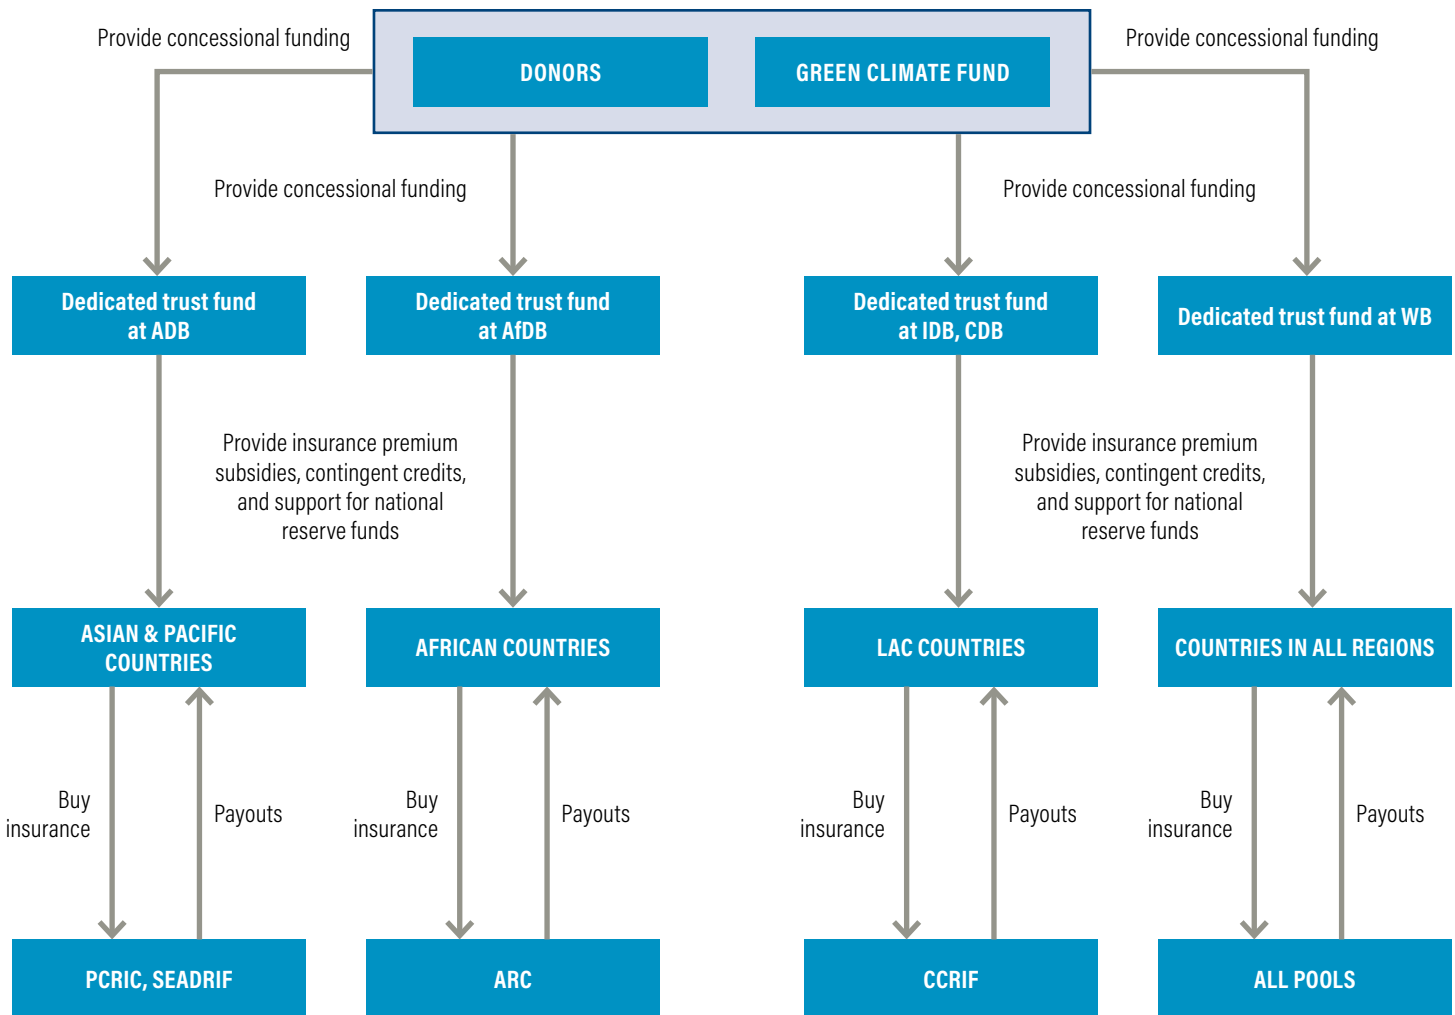 Provide concessional funding
DONORS
GREEN CLIMATE FUND
Provide concessional funding
Provide concessional funding
Provide concessional funding
Dedicated trust fund
at ADB
Dedicated trust fund
at AfDB
Dedicated trust fund
at IDB, CDB
Dedicated trust fund at WB
Provide insurance premium
subsidies, contingent credits,
and support for national
reserve funds
Provide insurance premium
subsidies, contingent credits,
and support for national
reserve funds
ASIAN & PACIFIC
COUNTRIES
AFRICAN COUNTRIES
LAC COUNTRIES
COUNTRIES IN ALL REGIONS
Buy
insurance
Payouts
Buy
insurance
Payouts
Buy
insurance
Payouts
Buy
insurance
Payouts
PCRIC, SEADRIF
ARC
CCRIF
ALL POOLS